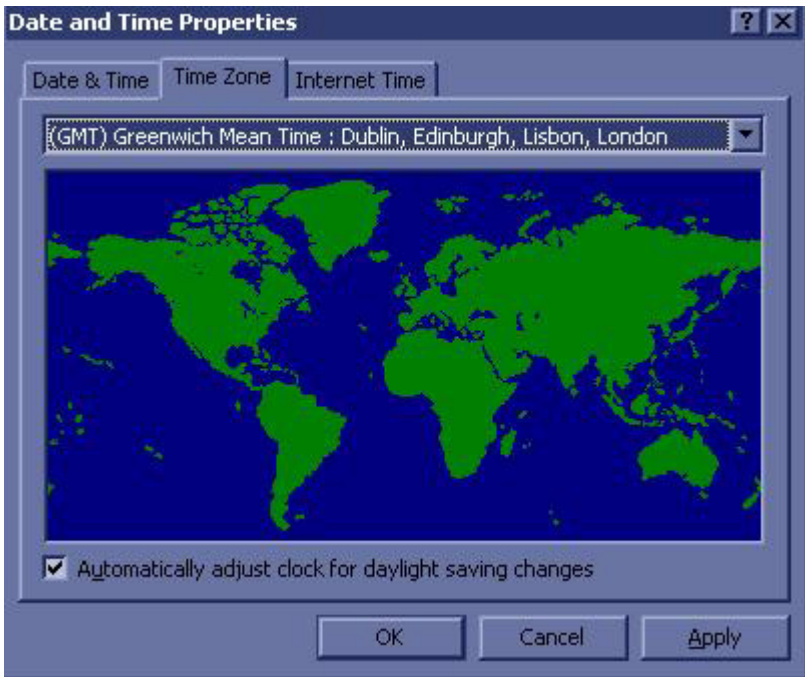 Date and Time Properties
Date & Time Time Zone Internet Time
(GMT) Greenwich Mean Time : Dublin, Edinburgh, Lisbon, London
Automatically adjust clock for daylight saving changes
OK Cancel Apply